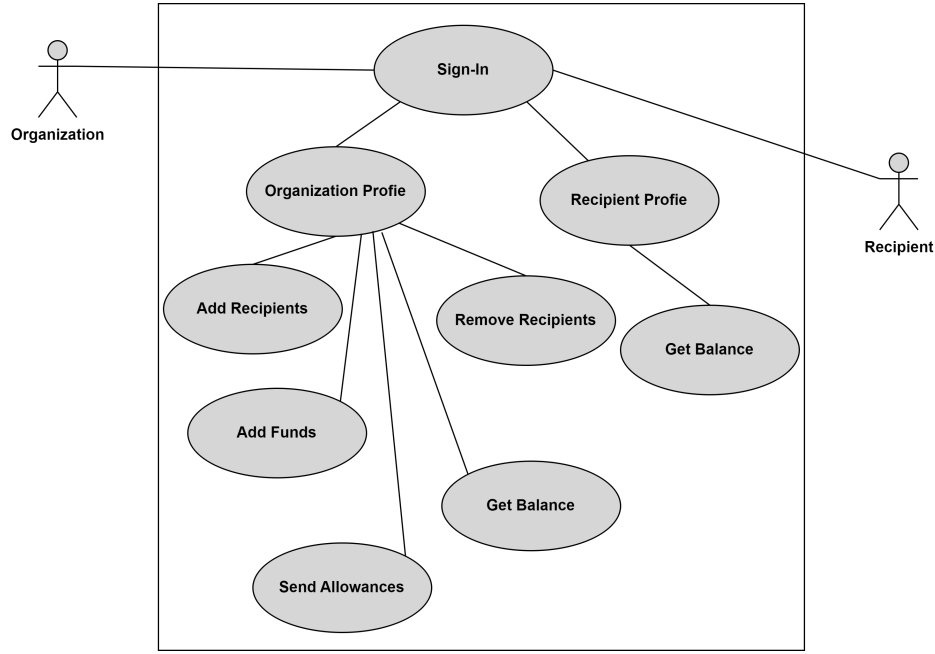 Sign-In
Organization
Organization Profie
Recipient Profie
Recipient
Add Recipients
Remove Recipients
Get Balance
Add Funds
Get Balance
Send Allowances